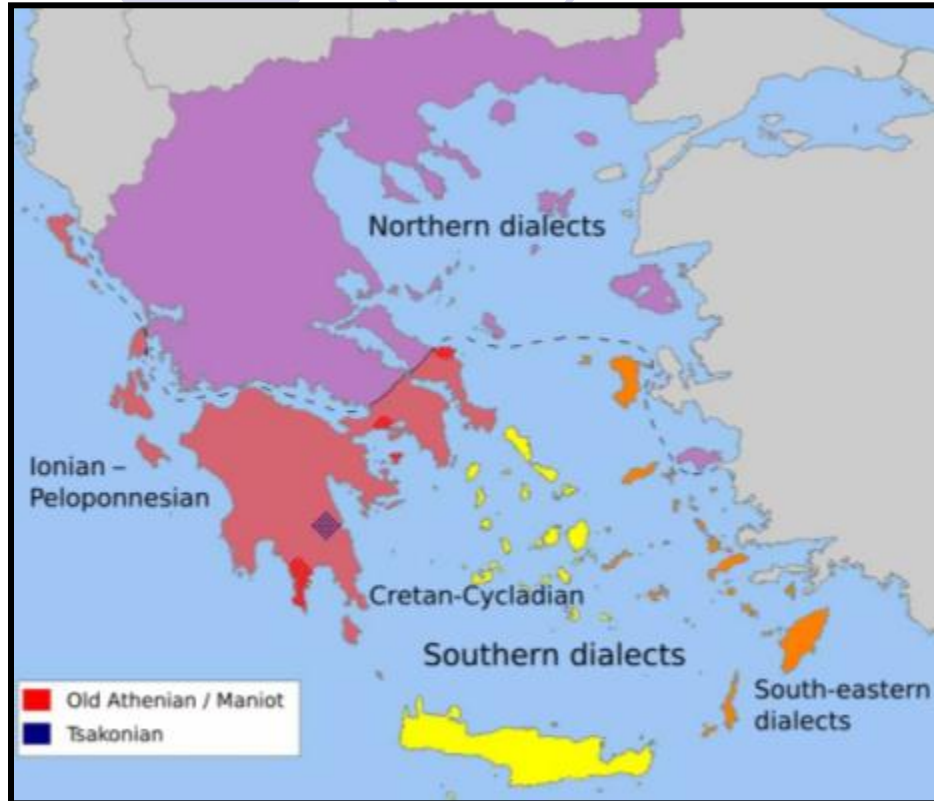 Northern dialects
Ionian –
Peloponnesian
Cretan-Cycladian
Southern dialects
South-eastern
dialects
Old Athenian / Maniot
Tsakonian